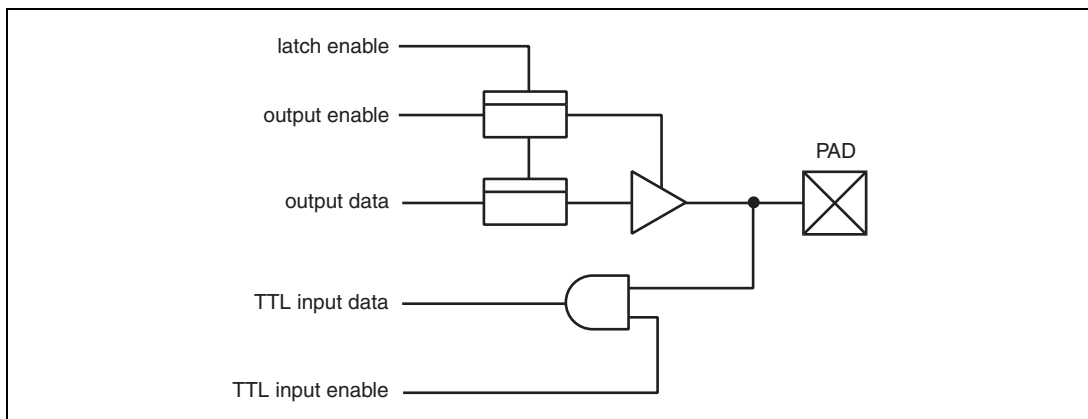 latch enable
output enable
PAD
output data
TTL input data
TTL input enable